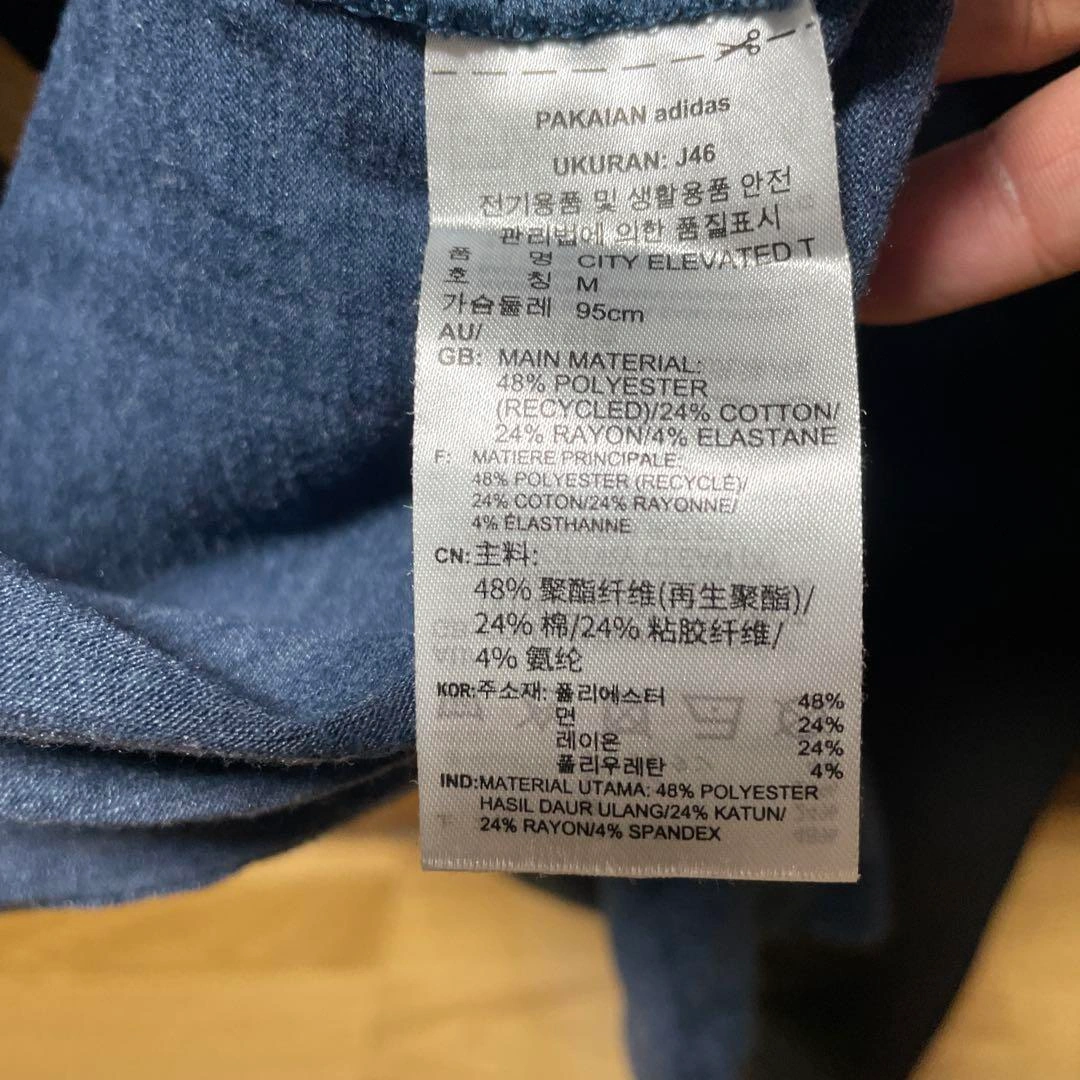 PAKAIAN adidas
UKURAN: J46
전기용품 및 생활용품 안전
관리법에 의한 품질표시
품 명 CITY ELEVATED T
호 칭 M
가슴둘레 95cm
AU/
GB: MAIN MATERIAL:
48% POLYESTER
(RECYCLED)/24% COTTON/
24% RAYON/4% ELASTANE
F: MATIERE PRINCIPALE:
48% POLYESTER (RECYCLÉ)/
24% COTON/24% RAYONNE/
4% ÉLASTHANNE
CN: 主料:
48% 聚酯纤维(再生聚酯)/
24% 棉/24% 粘胶纤维/
4% 氨纶
KOR: 주소재: 폴리에스터 48%
면 24%
레이온 24%
폴리우레탄 4%
IND: MATERIAL UTAMA: 48% POLYESTER
HASIL DAUR ULANG/24% KATUN/
24% RAYON/4% SPANDEX